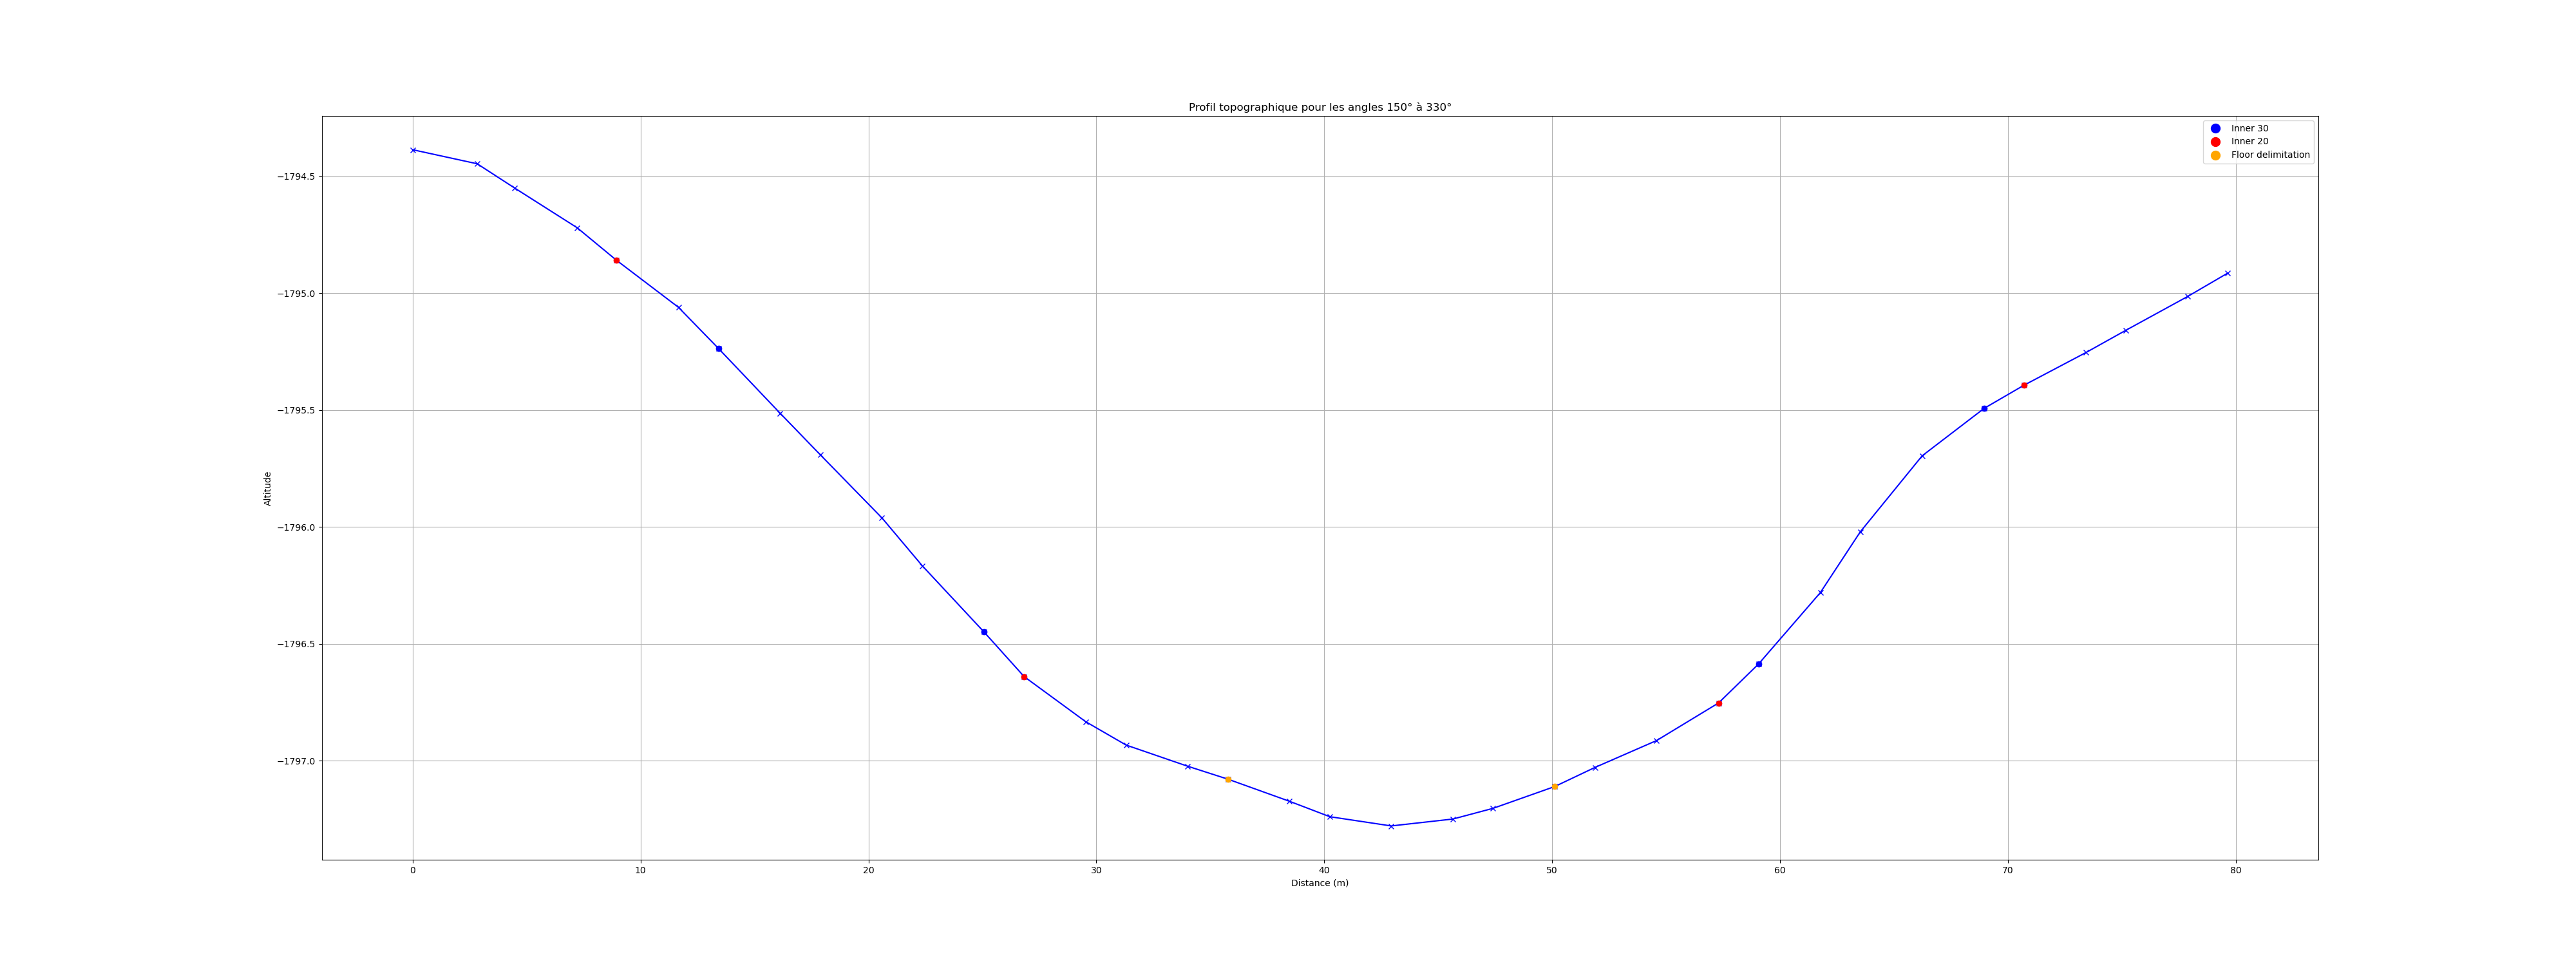 Profil topographique pour les angles 150° à 330°
Inner 30
Inner 20
Floor delimitation
−1794.5
−1795.0
−1795.5
−1796.0
−1796.5
−1797.0
Altitude
0 10 20 30 40 50 60 70 80
Distance (m)